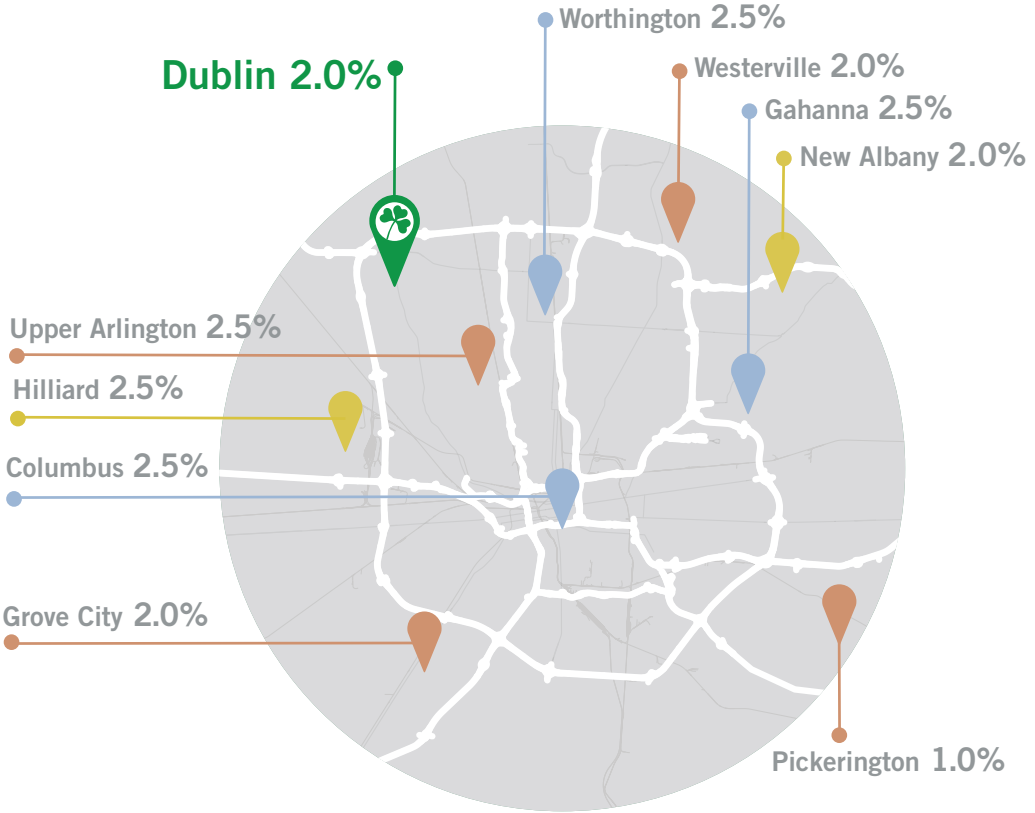 Worthington 2.5%
Dublin 2.0%
Westerville 2.0%
Gahanna 2.5%
New Albany 2.0%
Upper Arlington 2.5%
Hilliard 2.5%
Columbus 2.5%
Grove City 2.0%
Pickerington 1.0%